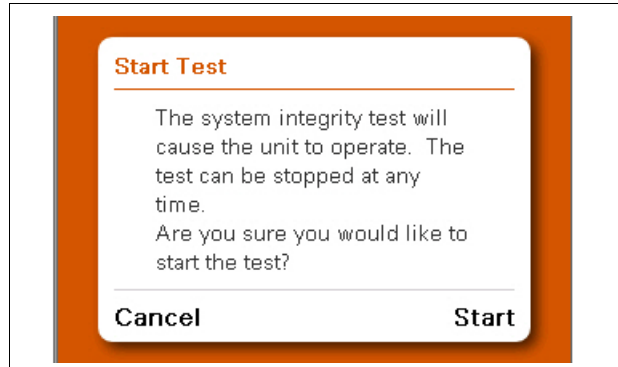 Start Test
The system integrity test will
cause the unit to operate.  The
test can be stopped at any
time.
Are you sure you would like to
start the test?
Cancel
Start